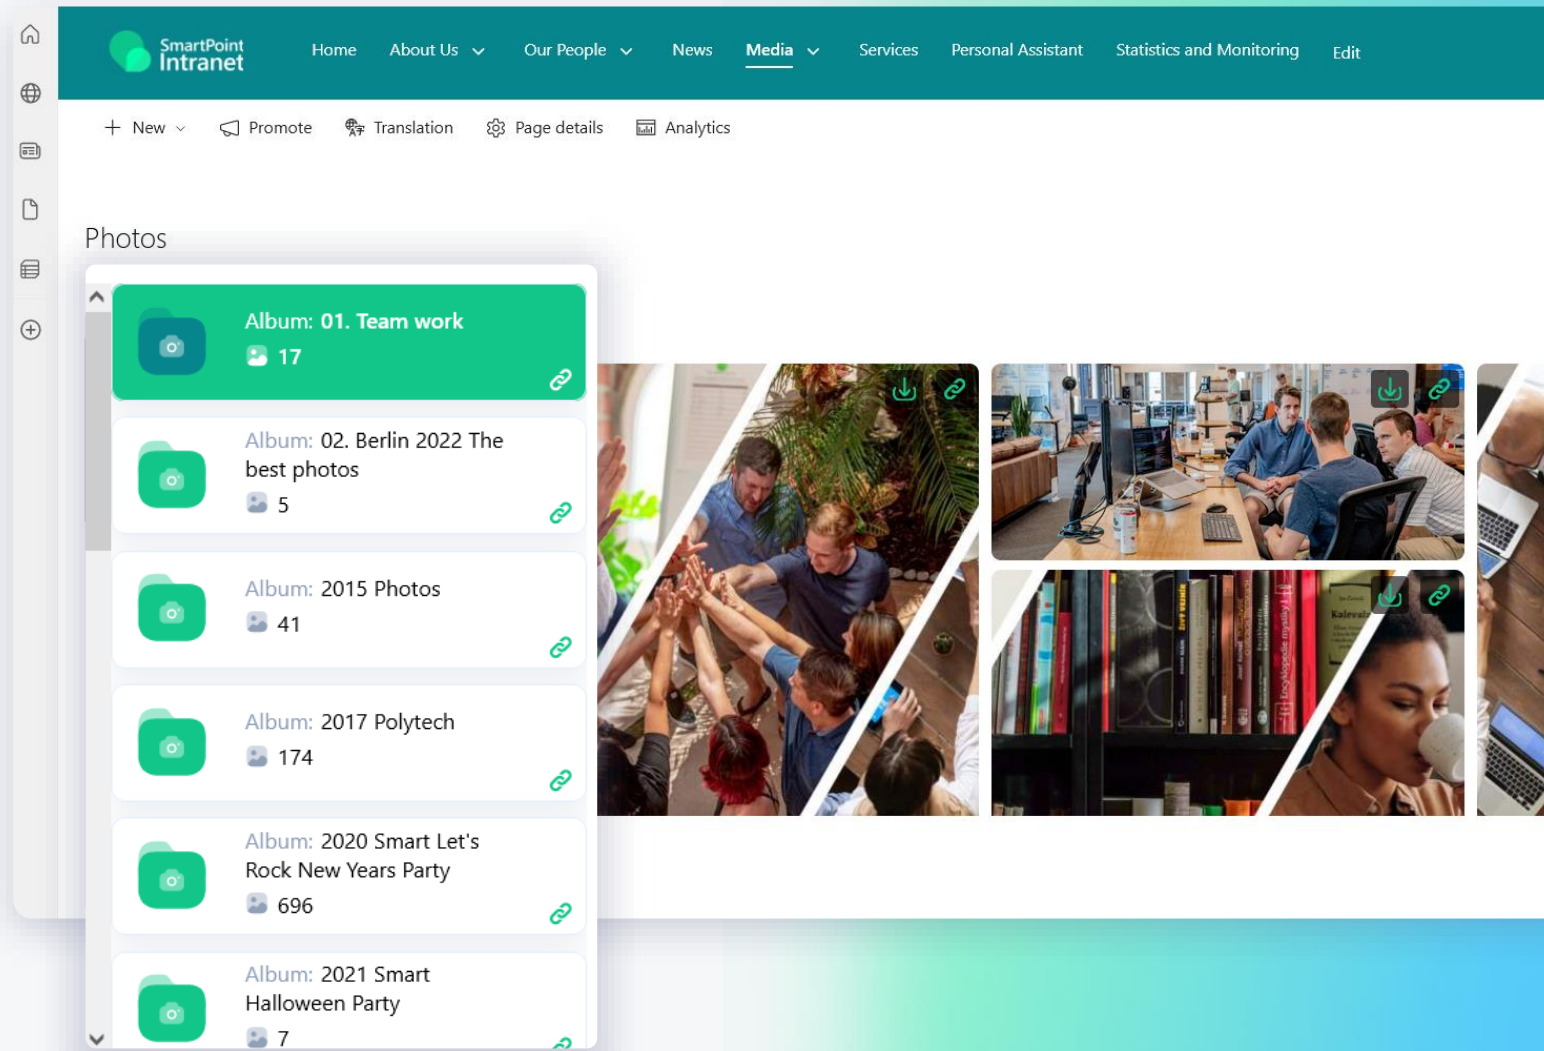 SmartPoint
Intranet
Home
About Us
Our People
News
Media
Services
Personal Assistant
Statistics and Monitoring
Edit
New
Promote
Translation
Page details
Analytics
Photos
Album: 01. Team work
17
Album: 02. Berlin 2022 The
best photos
5
Album: 2015 Photos
41
Album: 2017 Polytech
174
Album: 2020 Smart Let's
Rock New Years Party
696
Album: 2021 Smart
Halloween Party
7
Kalevala
Encyklopedie mystiky I